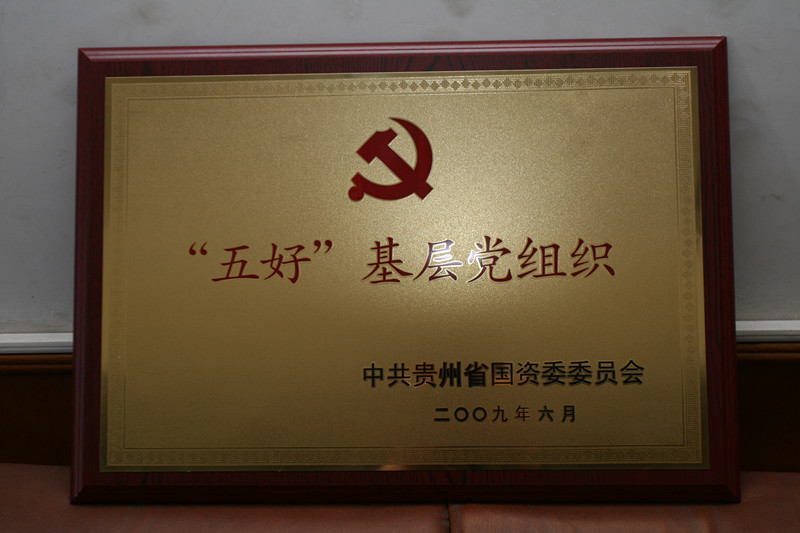 “五好”基层党组织
中共贵州省国资委委员会
二〇〇九年六月